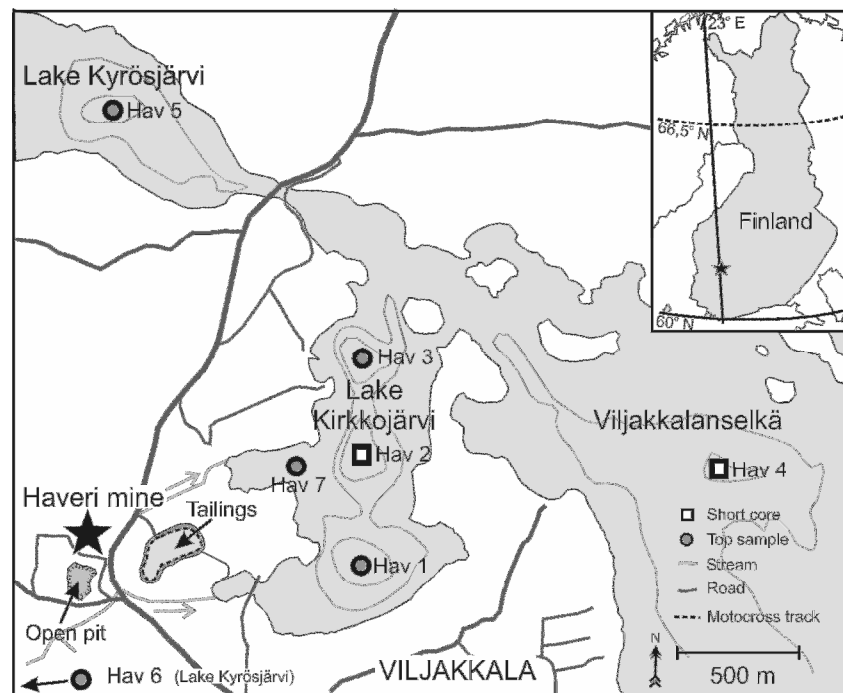 Lake Kyrösjärvi
Hav 5
23° E
66,5° N
Finland
60° N
Hav 3
Lake
Kirkkojärvi
Hav 2
Viljakkalanselkä
Hav 4
Hav 7
Haveri mine
Tailings
Hav 1
Open pit
Short core
Top sample
Stream
Road
Motocross track
N
500 m
Hav 6 (Lake Kyrösjärvi)
VILJAKKALA